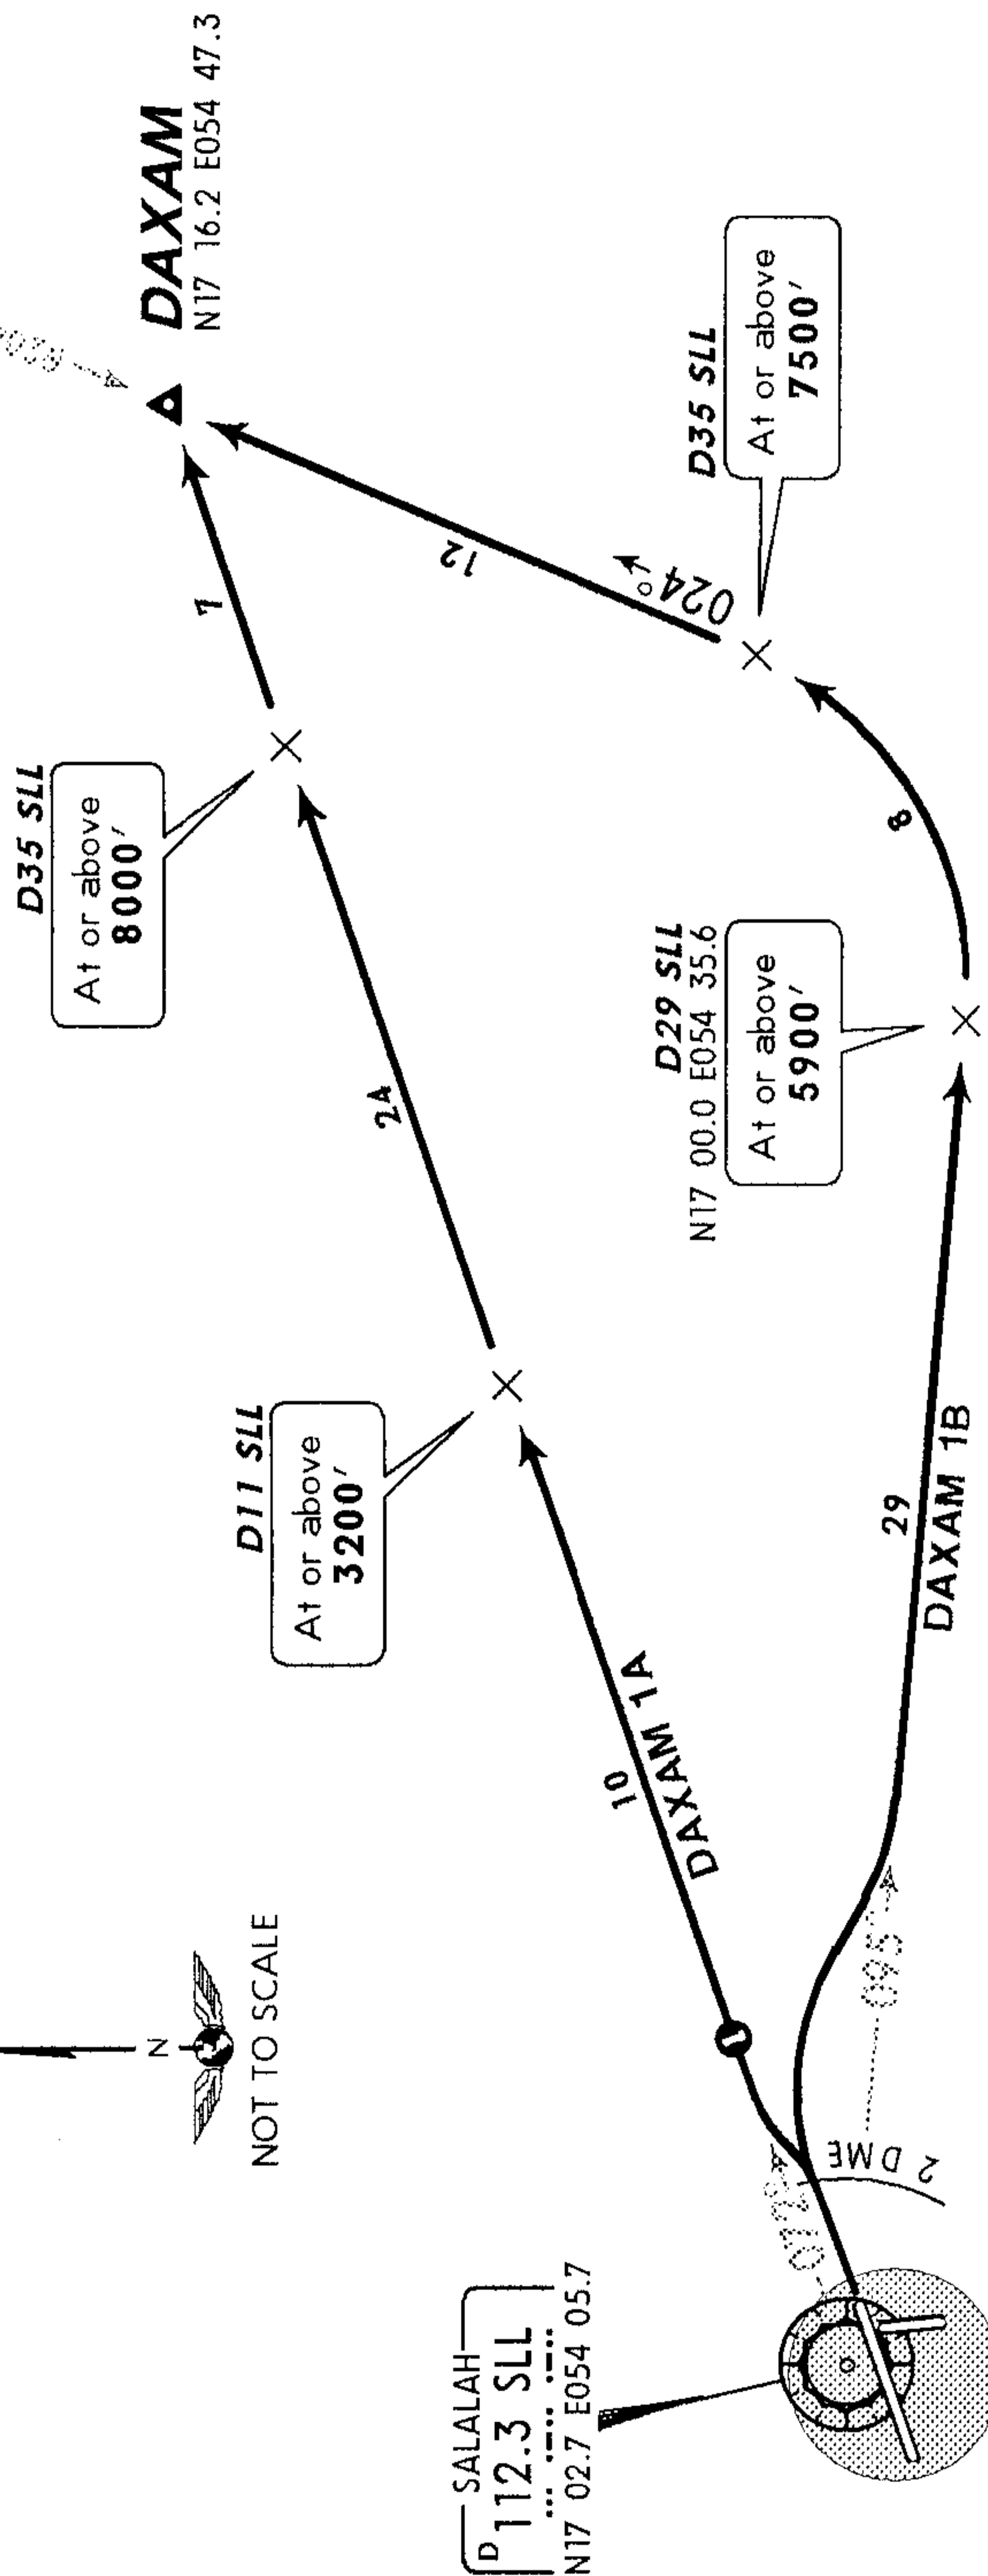 DAXAM
N17 16.2 E054 47.3
D35 SLL
At or above
8000'
7
12
024°
D35 SLL
At or above
7500'
24
8
D29 SLL
N17 00.0 E054 35.6
At or above
5900'
D11 SLL
At or above
3200'
10
DAXAM 1A
29
DAXAM 1B
N
NOT TO SCALE
095°
2 DME
SALALAH
D
112.3 SLL
N17 02.7 E054 05.7
1